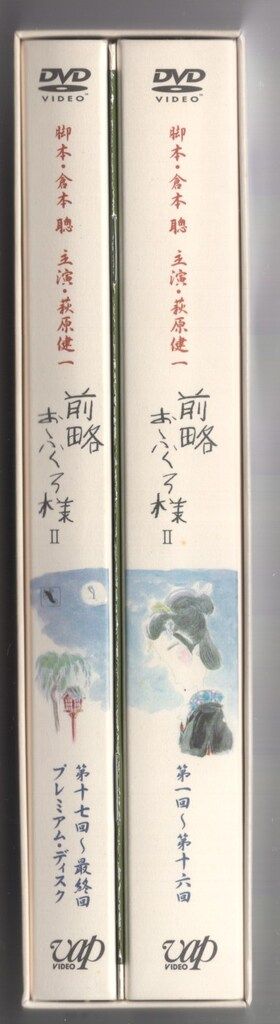 DVD
VIDEO
脚本・倉本聰 主演・萩原健一
前略
おふくろ様
II
第一回〜第十六回
vap
VIDEO
DVD
VIDEO
脚本・倉本聰 主演・萩原健一
前略
おふくろ様
II
第十七回〜最終回
プレミアム・ディスク
vap
VIDEO